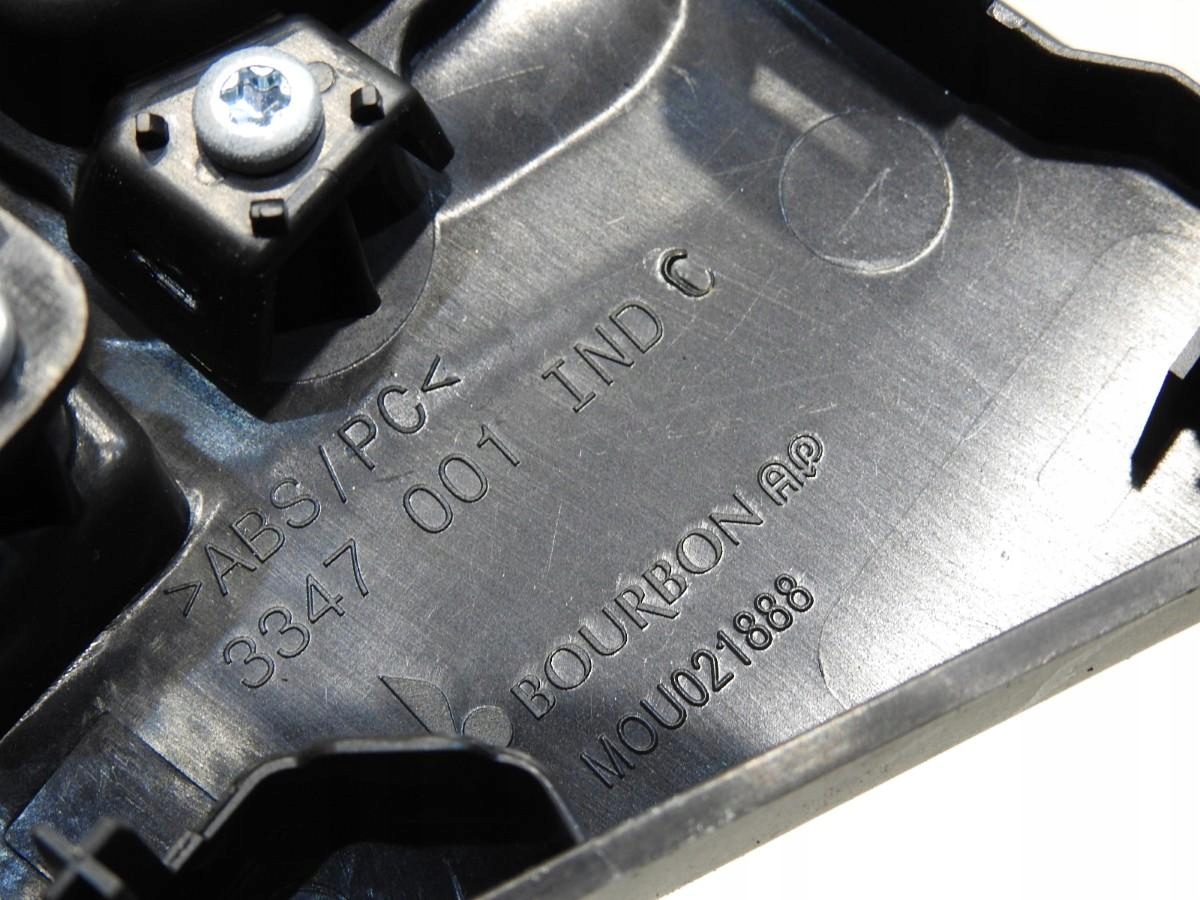 >ABS/PC<
3347 001 IND C
BOURBON AP
MOU021888